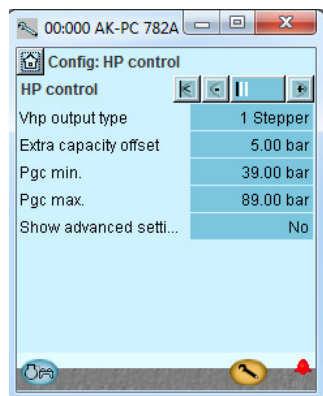 00:000 AK-PC 782A
Config: HP control
HP control
Vhp output type 1 Stepper
Extra capacity offset 5.00 bar
Pgc min. 39.00 bar
Pgc max. 89.00 bar
Show advanced setti... No